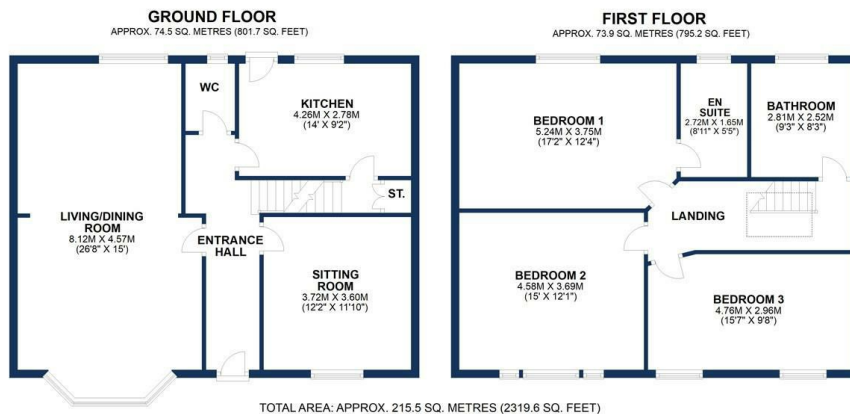 GROUND FLOOR
APPROX. 74.5 SQ. METRES (801.7 SQ. FEET)
WC
KITCHEN
4.26M X 2.78M
(14' X 9'2")
ST.
LIVING/DINING
ROOM
8.12M X 4.57M
(26'8" X 15')
ENTRANCE
HALL
SITTING
ROOM
3.72M X 3.60M
(12'2" X 11'10")
FIRST FLOOR
APPROX. 73.9 SQ. METRES (795.2 SQ. FEET)
BEDROOM 1
5.24M X 3.75M
(17'2" X 12'4")
EN
SUITE
2.72M X 1.65M
(8'11" X 5'5")
BATHROOM
2.81M X 2.52M
(9'3" X 8'3")
LANDING
BEDROOM 2
4.58M X 3.69M
(15' X 12'1")
BEDROOM 3
4.76M X 2.96M
(15'7" X 9'8")
TOTAL AREA: APPROX. 215.5 SQ. METRES (2319.6 SQ. FEET)